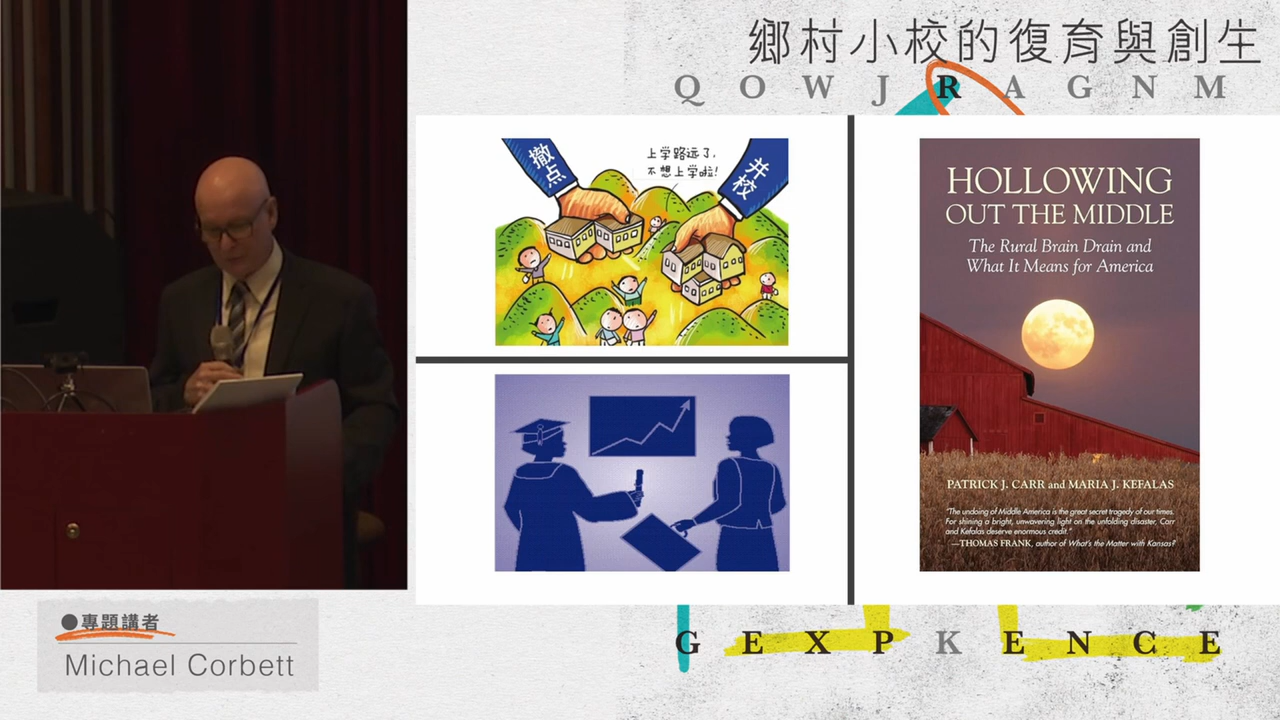 鄉村小校的復育與創生
Q O W J R A G N M
撤点
上学路远了,
不想上学啦!
并校
HOLLOWING
OUT THE MIDDLE
The Rural Brain Drain and
What It Means for America
PATRICK J. CARR and MARIA J. KEFALAS
"The undoing of Middle America is the great secret tragedy of our times.
For shining a bright, unwavering light on the unfolding disaster, Carr
and Kefalas deserve enormous credit."
—THOMAS FRANK, author of What's the Matter with Kansas?
●專題講者
Michael Corbett
G E X P K E N C E